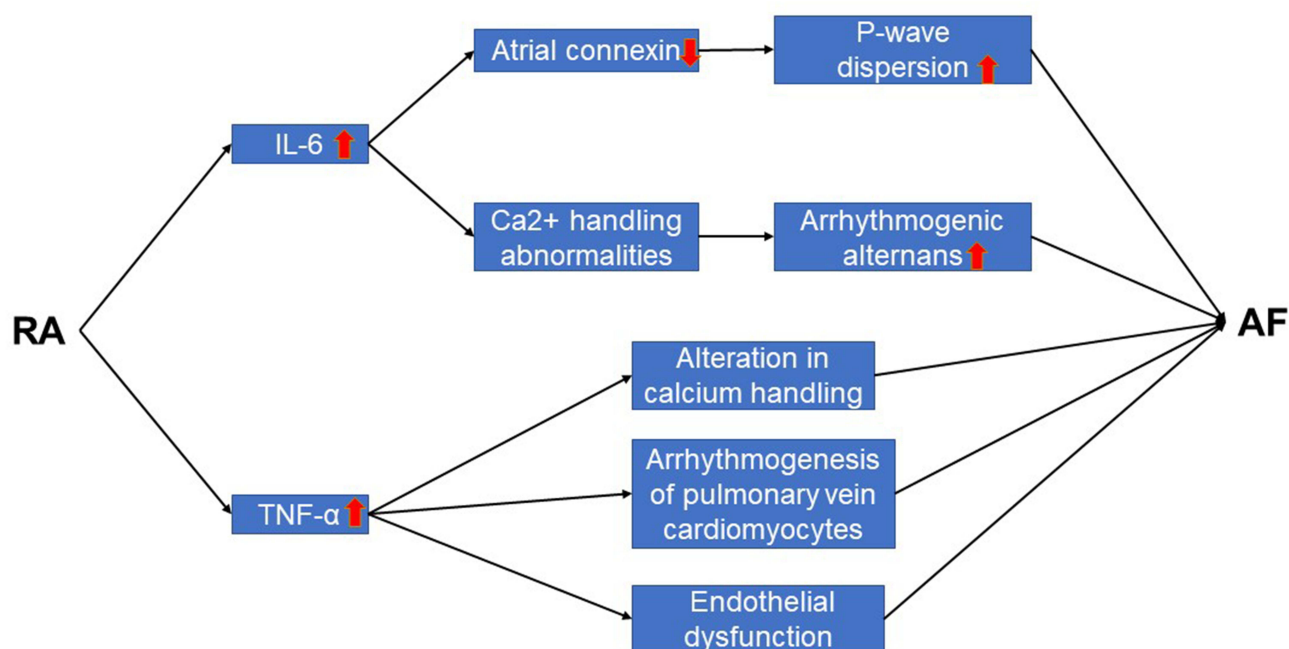 Atrial connexin
P-wave
dispersion
IL-6
Ca2+ handling
abnormalities
Arrhythmogenic
alternans
RA
AF
Alteration in
calcium handling
Arrhythmogenesis
of pulmonary vein
cardiomyocytes
TNF-α
Endothelial
dysfunction